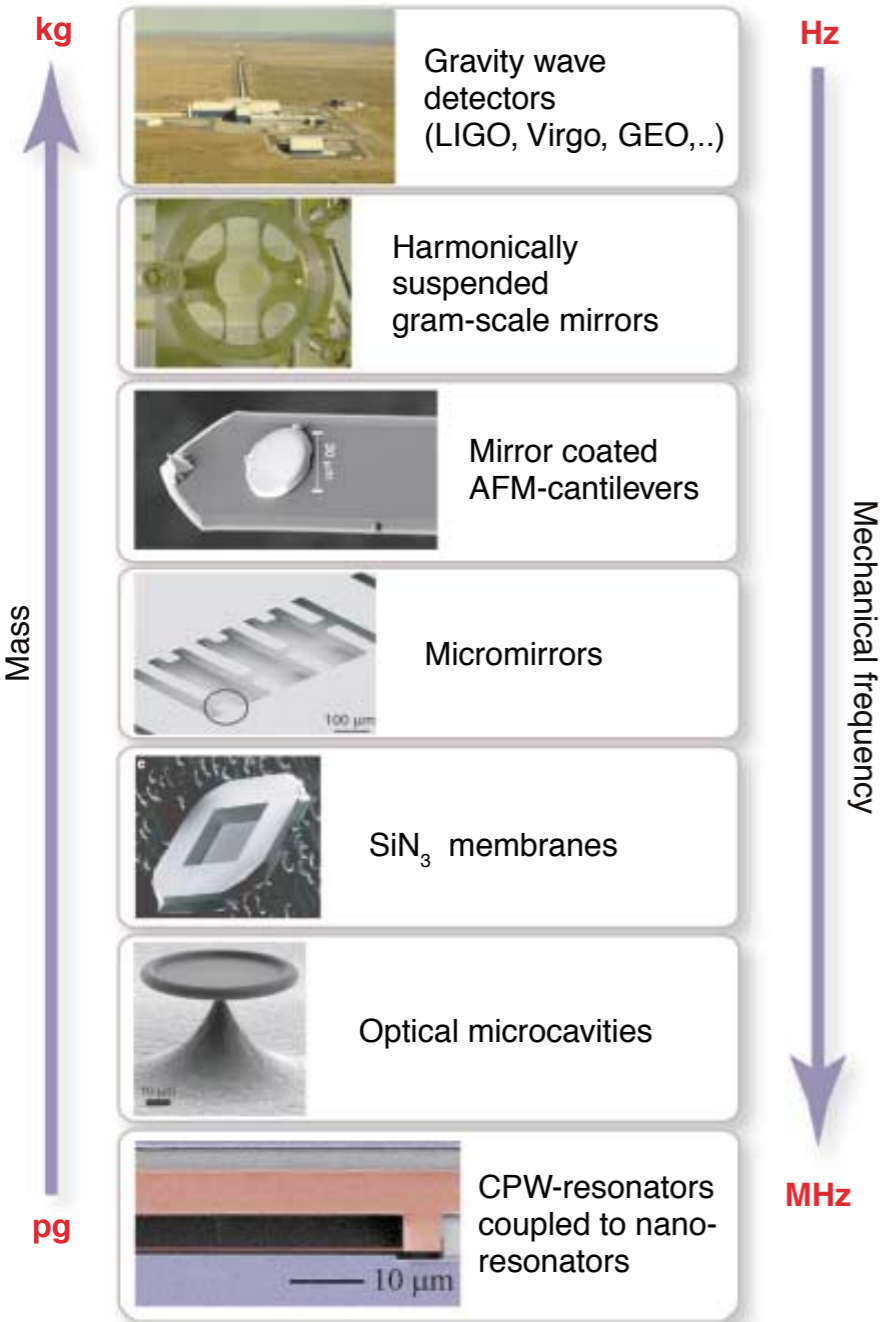 kg
Hz
Gravity wave
detectors
(LIGO, Virgo, GEO,..)
Harmonically
suspended
gram-scale mirrors
30 µm
Mirror coated
AFM-cantilevers
Mass
Mechanical frequency
Micromirrors
100 µm
c
SiN₃ membranes
Optical microcavities
10 µm
CPW-resonators
coupled to nano-
resonators
10 µm
pg
MHz